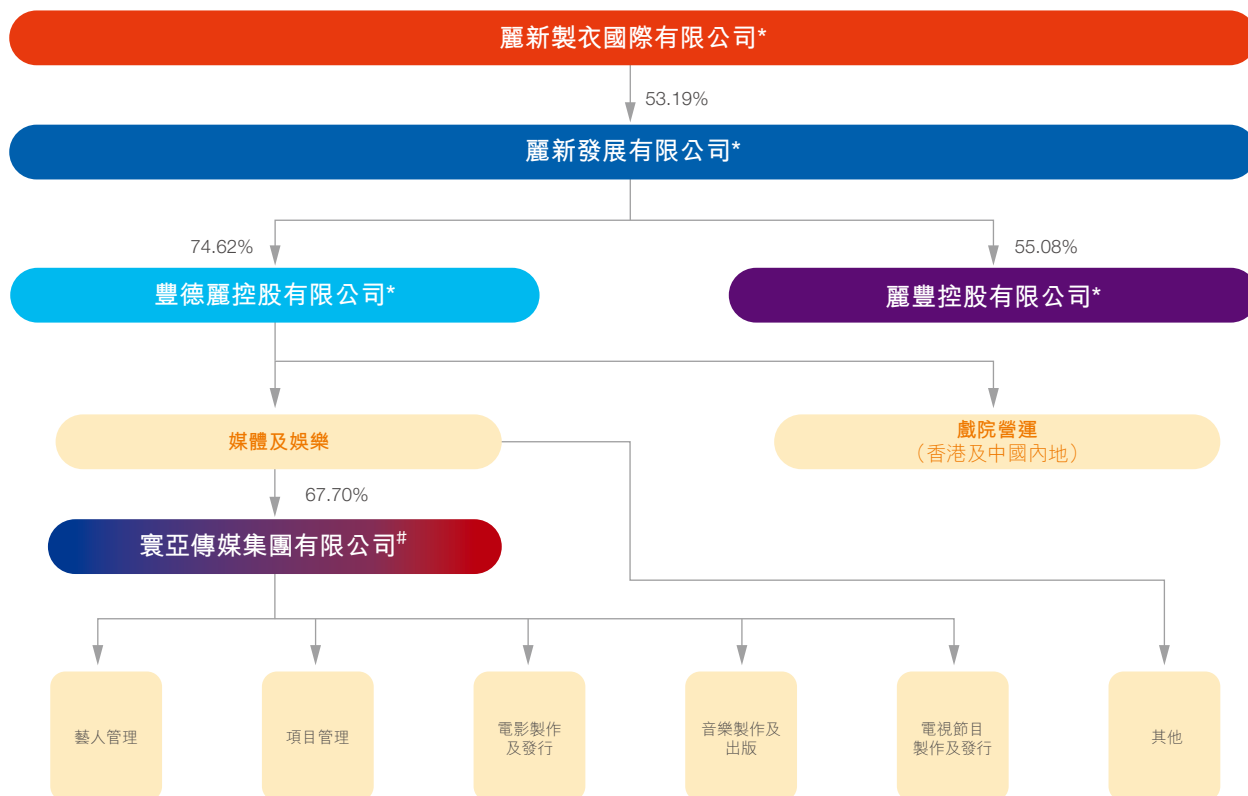 麗新製衣國際有限公司*
53.19%
麗新發展有限公司*
74.62%
55.08%
豐德麗控股有限公司*
麗豐控股有限公司*
媒體及娛樂
戲院營運
（香港及中國內地）
67.70%
寰亞傳媒集團有限公司#
藝人管理
項目管理
電影製作
及發行
音樂製作及
出版
電視節目
製作及發行
其他